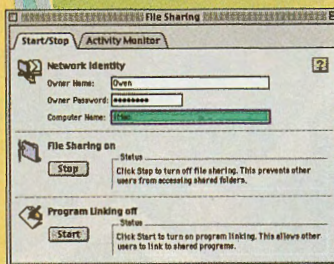 File Sharing
Start/Stop Activity Monitor
Network Identity
Owner Name: Owen
Owner Password: ••••••••
Computer Name:
File Sharing on
Status
Stop
Click Stop to turn off file sharing. This prevents other
users from accessing shared folders.
Program Linking off
Status
Start
Click Start to turn on program linking. This allows other
users to link to shared programs.